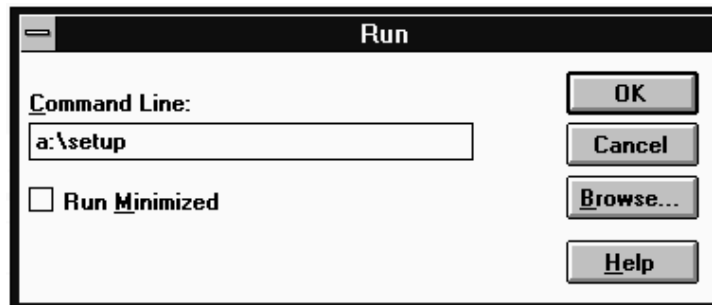 Run
Command Line:
a:\setup
Run Minimized
OK
Cancel
Browse...
Help